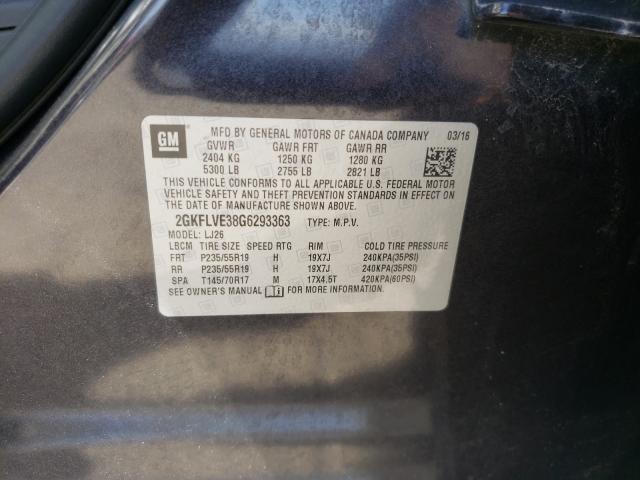 GM
MFD BY GENERAL MOTORS OF CANADA COMPANY 03/16
GVWR GAWR FRT GAWR RR
2404 KG 1250 KG 1280 KG
5300 LB 2755 LB 2821 LB
THIS VEHICLE CONFORMS TO ALL APPLICABLE U.S. FEDERAL MOTOR
VEHICLE SAFETY AND THEFT PREVENTION STANDARDS IN EFFECT ON
THE DATE OF MANUFACTURE SHOWN ABOVE.
2GKFLVE38G6293363 TYPE: M.P.V.
MODEL: LJ26
LBCM TIRE SIZE SPEED RTG RIM COLD TIRE PRESSURE
FRT P235/55R19 H 19X7J 240KPA(35PSI)
RR P235/55R19 H 19X7J 240KPA(35PSI)
SPA T145/70R17 M 17X4.5T 420KPA(60PSI)
SEE OWNER'S MANUAL FOR MORE INFORMATION.